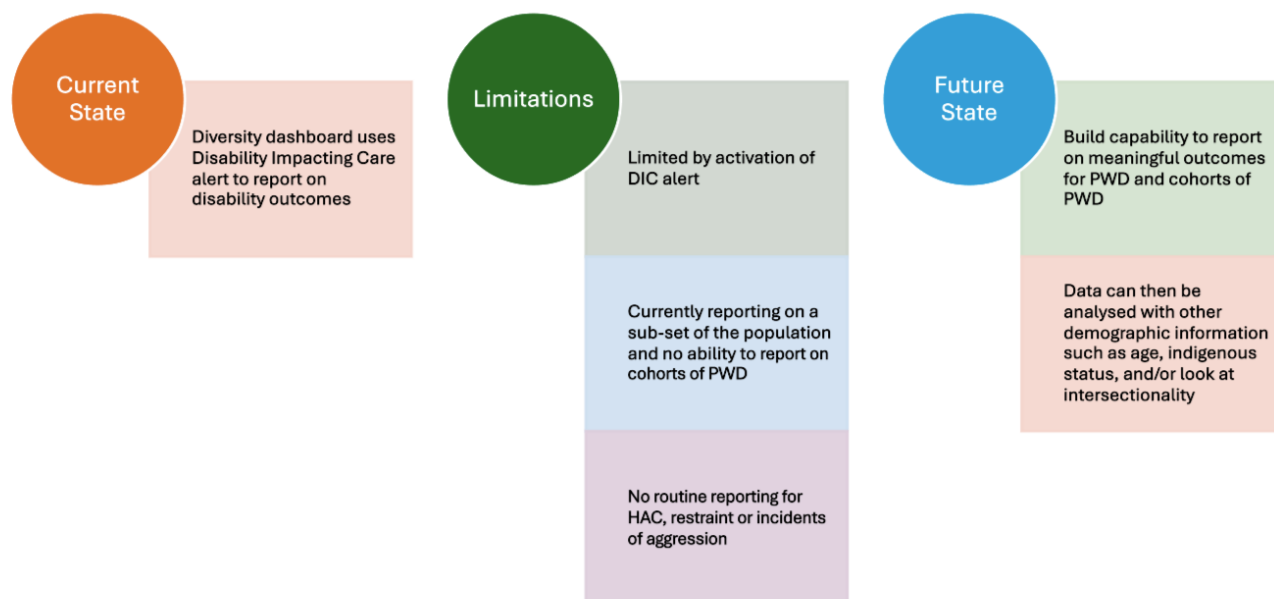 Current
State
Diversity dashboard uses
Disability Impacting Care
alert to report on
disability outcomes
Limitations
Limited by activation of
DIC alert
Currently reporting on a
sub-set of the population
and no ability to report on
cohorts of PWD
No routine reporting for
HAC, restraint or incidents
of aggression
Future
State
Build capability to report
on meaningful outcomes
for PWD and cohorts of
PWD
Data can then be
analysed with other
demographic information
such as age, indigenous
status, and/or look at
intersectionality